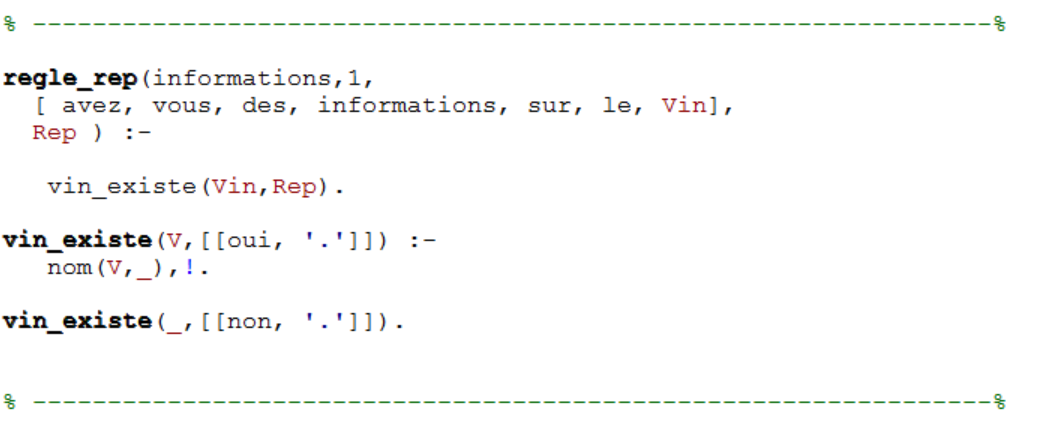 % -----------------------------------------------------------------%
regle_rep(informations,1,
  [ avez, vous, des, informations, sur, le, Vin],
  Rep ) :-
   vin_existe(Vin,Rep).
vin_existe(V,[[oui, '.']]) :-
   nom(V,_),!.
vin_existe(_,[[non, '.']]).
% -----------------------------------------------------------------%